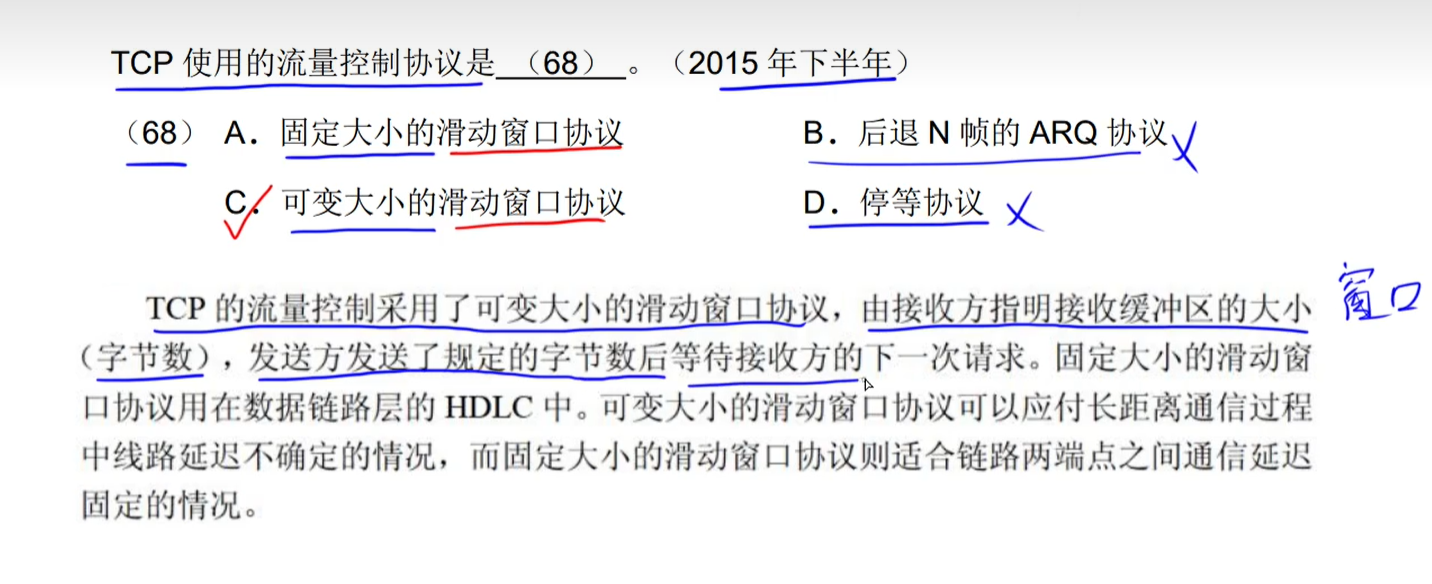 TCP 使用的流量控制协议是 （68） 。（2015 年下半年）
（68） A．固定大小的滑动窗口协议 B．后退 N 帧的 ARQ 协议
C．可变大小的滑动窗口协议 D．停等协议
TCP 的流量控制采用了可变大小的滑动窗口协议，由接收方指明接收缓冲区的大小 窗口
（字节数），发送方发送了规定的字节数后等待接收方的下一次请求。固定大小的滑动窗
口协议用在数据链路层的 HDLC 中。可变大小的滑动窗口协议可以应付长距离通信过程
中线路延迟不确定的情况，而固定大小的滑动窗口协议则适合链路两端点之间通信延迟
固定的情况。